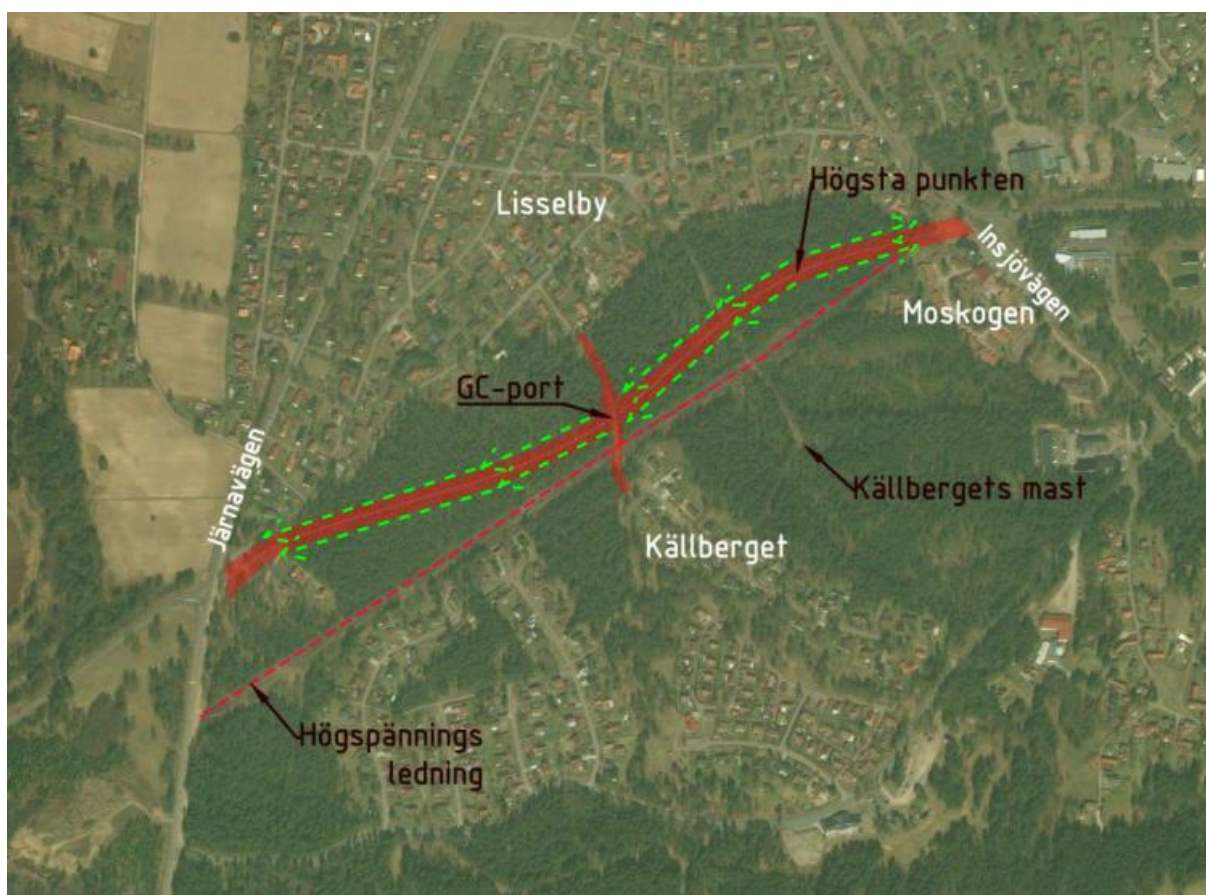 Högsta punkten
Lisselby
Insjövägen
Moskogen
GC-port
Järnavägen
Källbergets mast
Källberget
Högspännings
ledning